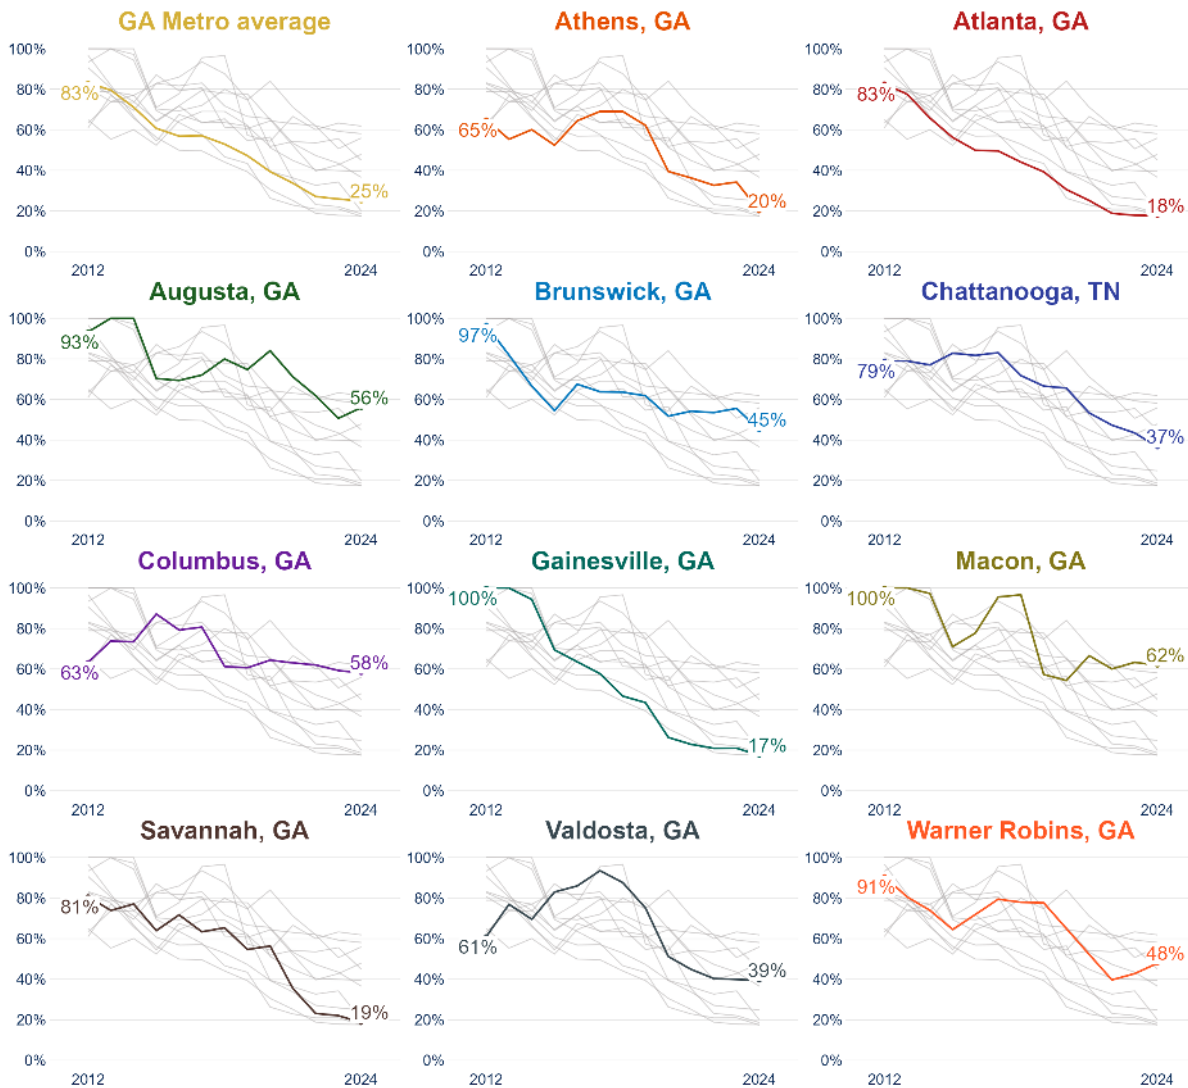 GA Metro average Athens, GA Atlanta, GA
100% 100% 100%
80% 83% 80% 80% 83%
60% 60% 65% 60%
40% 40% 40%
25% 20% 18%
20% 20% 20%
0% 0% 0%
2012 2024 2012 2024 2012 2024
Augusta, GA Brunswick, GA Chattanooga, TN
100% 100% 100%
93% 97%
80% 80% 80% 79%
60% 56% 60% 60%
40% 40% 45% 40% 37%
20% 20% 20%
0% 0% 0%
2012 2024 2012 2024 2012 2024
Columbus, GA Gainesville, GA Macon, GA
100% 100% 100% 100% 100%
80% 80% 80%
60% 63% 58% 60% 60% 62%
40% 40% 40%
20% 20% 17% 20%
0% 0% 0%
2012 2024 2012 2024 2012 2024
Savannah, GA Valdosta, GA Warner Robins, GA
100% 100% 100%
80% 81% 80% 80% 91%
60% 60% 61% 60%
40% 40% 39% 40% 48%
20% 19% 20% 20%
0% 0% 0%
2012 2024 2012 2024 2012 2024